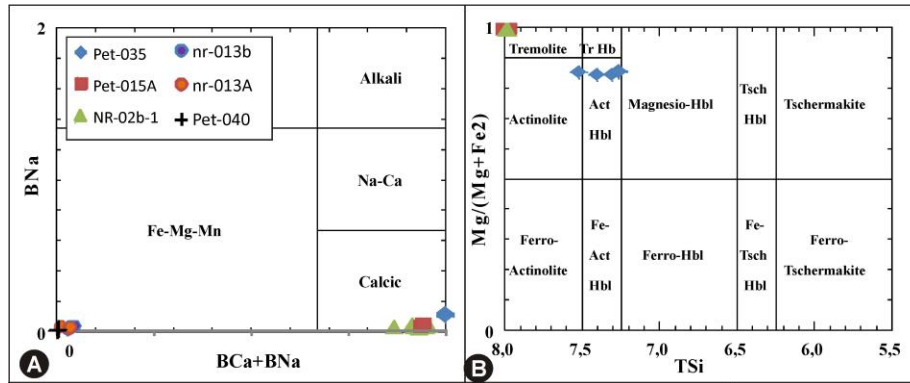 2
Pet-035
nr-013b
Pet-015A
nr-013A
NR-02b-1
Pet-040
Alkali
Na-Ca
Fe-Mg-Mn
Calcic
BNa
0
0
BCa+BNa
A
1
Tremolite
Tr Hb
Actinolite
Act
Hbl
Magnesio-Hbl
Tsch
Hbl
Tschermakite
Ferro-
Actinolite
Fe-
Act
Hbl
Ferro-Hbl
Fe-
Tsch
Hbl
Ferro-
Tschermakite
Mg/(Mg+Fe2)
0
8,0
7,5
7,0
6,5
6,0
5,5
TSi
B